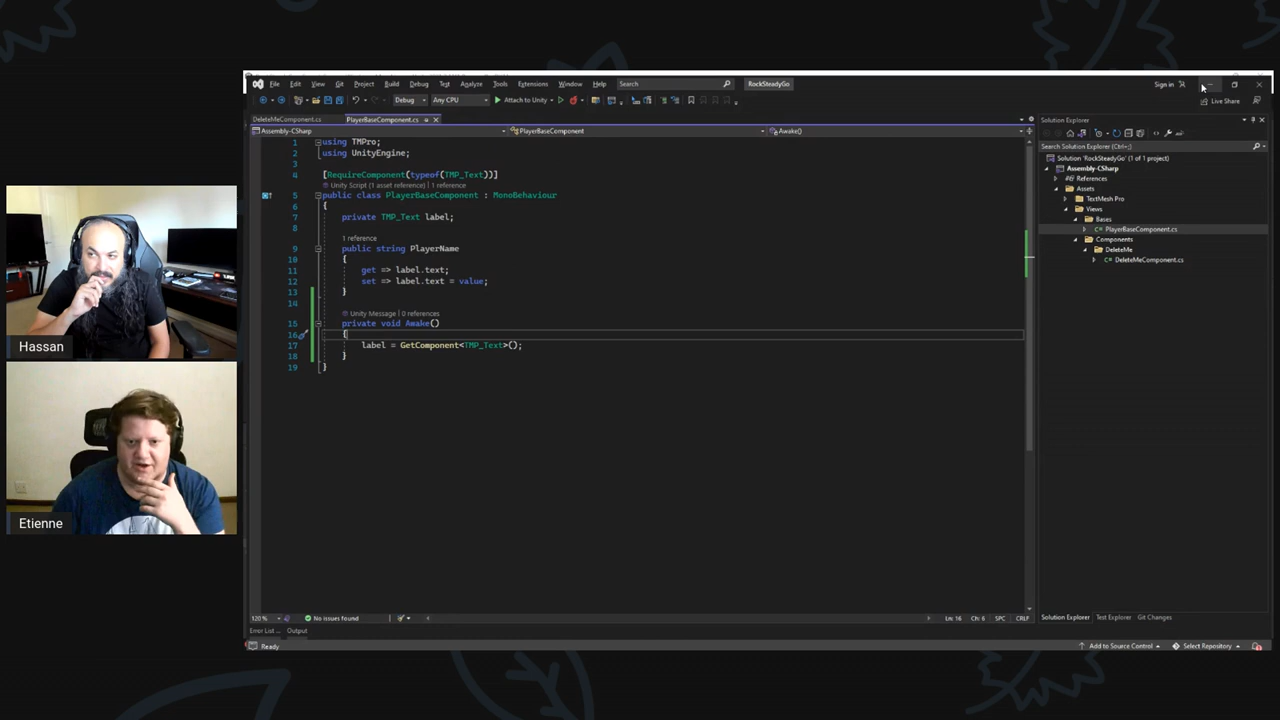 File Edit View Git Project Build Debug Test Analyze Tools Extensions Window Help Search RockSteadyGo Sign in
Debug Any CPU Attach to Unity Live Share
DeleteMeComponent.cs PlayerBaseComponent.cs Solution Explorer
Assembly-CSharp PlayerBaseComponent Awake()
1 using TMPro;
2 using UnityEngine;
3
4 [RequireComponent(typeof(TMP_Text))]
Unity Script (1 asset reference) | 1 reference
5 public class PlayerBaseComponent : MonoBehaviour
6 {
7 private TMP_Text label;
8
1 reference
9 public string PlayerName
10 {
11 get => label.text;
12 set => label.text = value;
13 }
14
Unity Message | 0 references
15 private void Awake()
16 {
17 label = GetComponent<TMP_Text>();
18 }
19 }
Search Solution Explorer (Ctrl+;)
Solution 'RockSteadyGo' (1 of 1 project)
Assembly-CSharp
References
Assets
TextMesh Pro
Views
Bases
PlayerBaseComponent.cs
Components
DeleteMe
DeleteMeComponent.cs
Hassan
Etienne
120 % No issues found Ln: 16 Ch: 6 SPC CRLF
Solution Explorer Test Explorer Git Changes
Error List ... Output
Ready Add to Source Control Select Repository